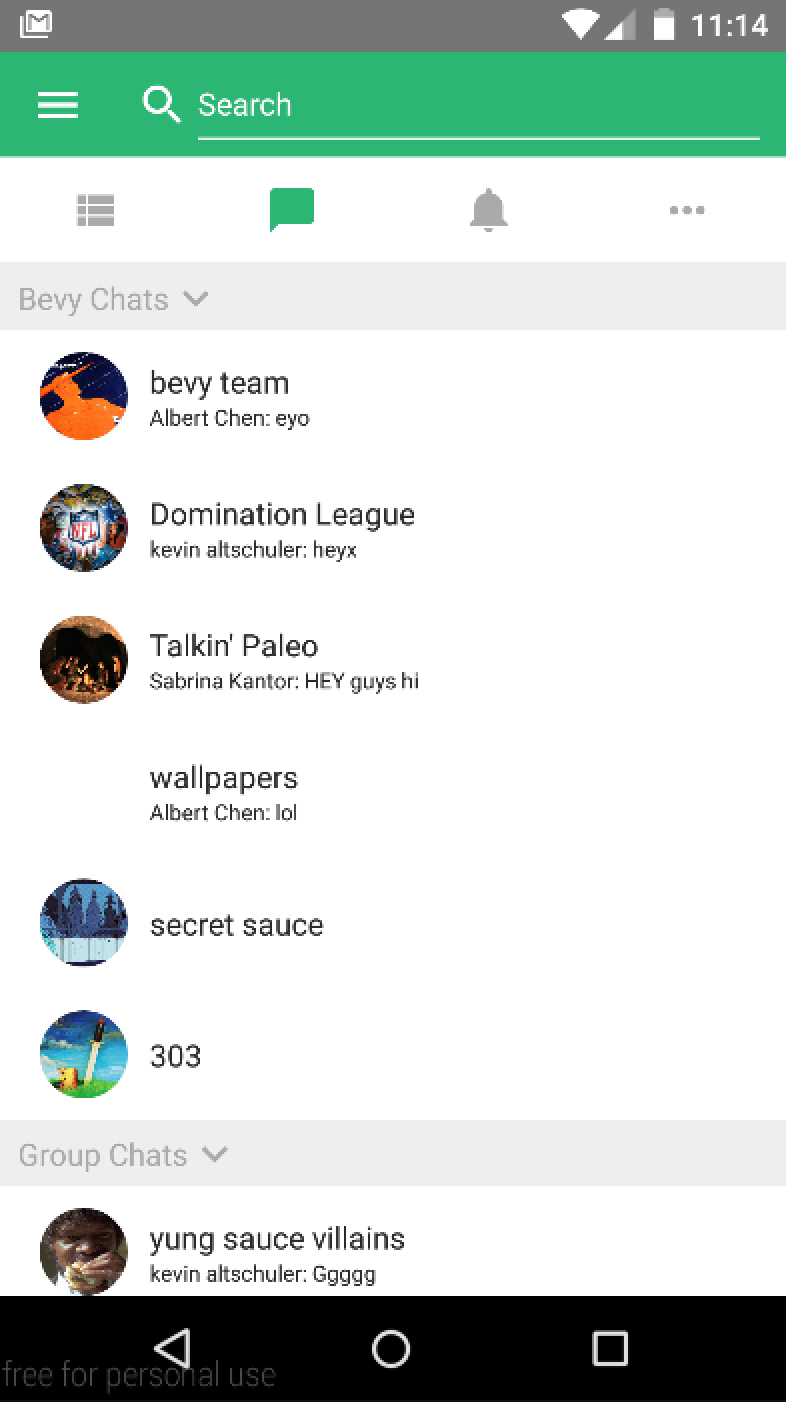 11:14
Search
Bevy Chats
bevy team
Albert Chen: eyo
Domination League
NFL
kevin altschuler: heyx
Talkin' Paleo
Sabrina Kantor: HEY guys hi
wallpapers
Albert Chen: lol
secret sauce
303
Group Chats
yung sauce villains
kevin altschuler: Ggggg
free for personal use